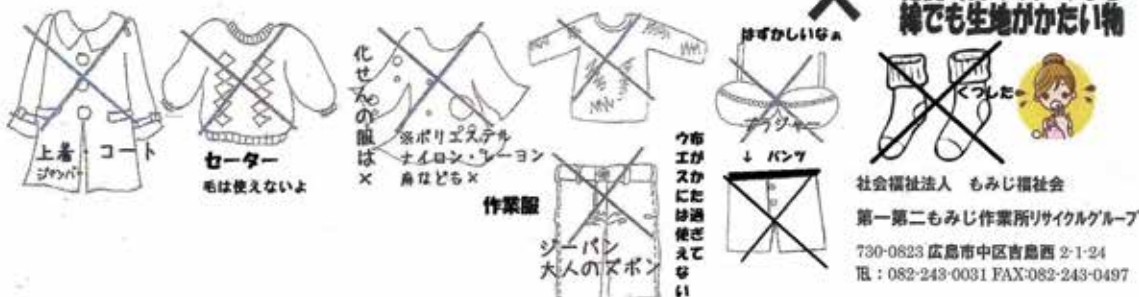 綿でも生地がかたい物
はずかしいなぁ
化せんの服は×
※ポリエステル
ナイロン・レーヨン
麻なども×
上着・コート
ジャンパー
セーター
毛は使えないよ
作業服
ジーパン
大人のズボン
布がかた過ぎて
ウエスには使えない
ブラジャー
↓ パンツ
くつした
社会福祉法人 もみじ福祉会
第一第二もみじ作業所リサイクルグループ
730-0823 広島市中区吉島西 2-1-24
TEL:082-243-0031 FAX:082-243-0497